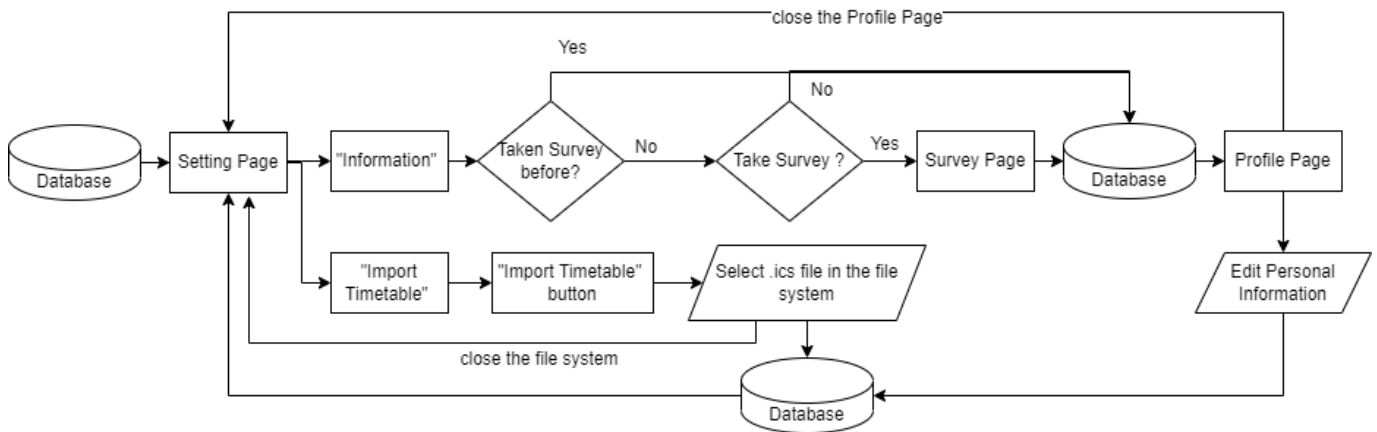 close the Profile Page
Yes
No
Database
Setting Page
"Information"
Taken Survey
before?
No
Take Survey ?
Yes
Survey Page
Database
Profile Page
"Import
Timetable"
"Import Timetable"
button
Select .ics file in the file
system
Edit Personal
Information
close the file system
Database